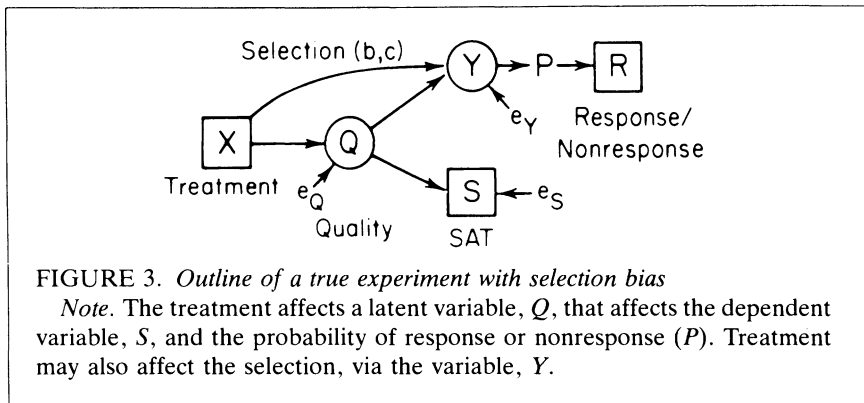 Selection (b,c)
Y P R
e_Y Response/
Nonresponse
X Q
Treatment e_Q
Quality
S e_S
SAT
FIGURE 3. Outline of a true experiment with selection bias
Note. The treatment affects a latent variable, Q, that affects the dependent
variable, S, and the probability of response or nonresponse (P). Treatment
may also affect the selection, via the variable, Y.